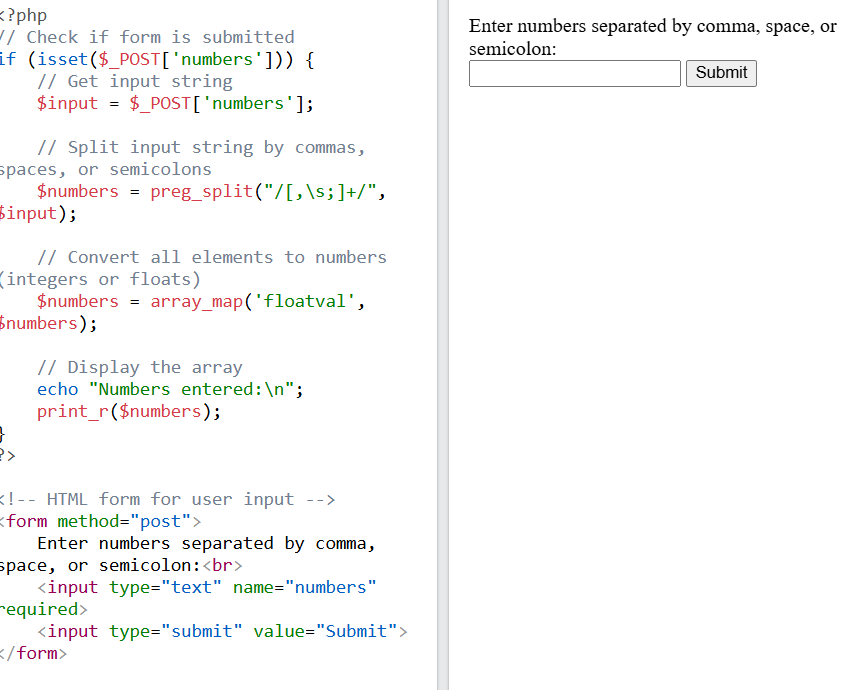 <?php
// Check if form is submitted
if (isset($_POST['numbers'])) {
    // Get input string
    $input = $_POST['numbers'];

    // Split input string by commas,
spaces, or semicolons
    $numbers = preg_split("/[,\s;]+/",
$input);

    // Convert all elements to numbers
(integers or floats)
    $numbers = array_map('floatval',
$numbers);

    // Display the array
    echo "Numbers entered:\n";
    print_r($numbers);
}
?>

<!-- HTML form for user input -->
<form method="post">
    Enter numbers separated by comma,
space, or semicolon:<br>
    <input type="text" name="numbers"
required>
    <input type="submit" value="Submit">
</form>
Enter numbers separated by comma, space, or
semicolon:
Submit